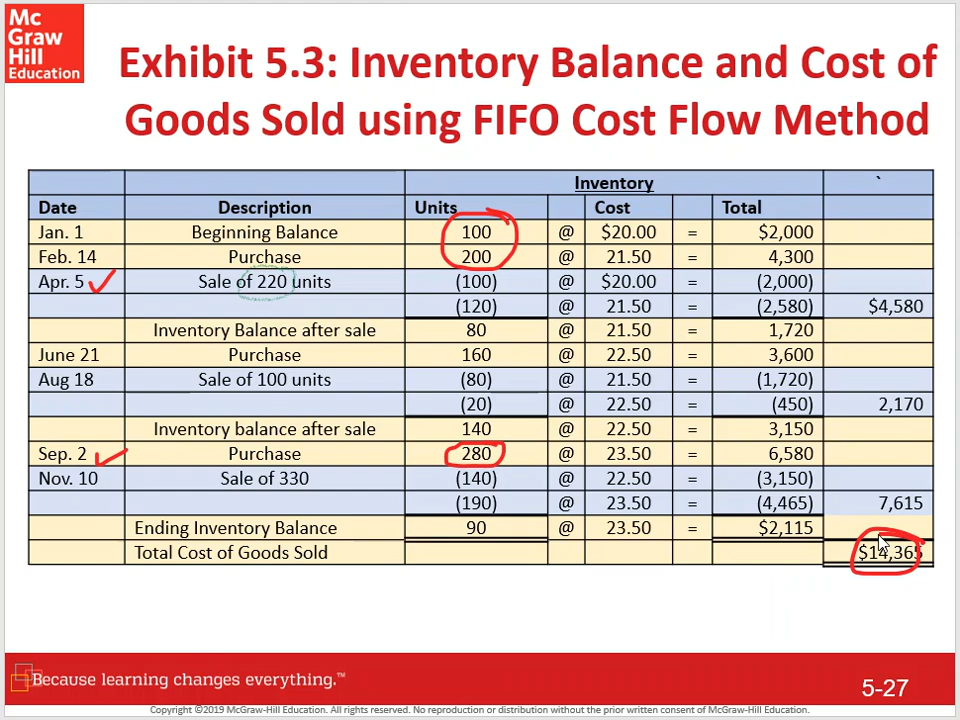 Mc
Graw
Hill
Education
Exhibit 5.3: Inventory Balance and Cost of
Goods Sold using FIFO Cost Flow Method
Inventory `
Date Description Units Cost Total
Jan. 1 Beginning Balance 100 @ $20.00 = $2,000
Feb. 14 Purchase 200 @ 21.50 = 4,300
Apr. 5 Sale of 220 units (100) @ $20.00 = (2,000)
(120) @ 21.50 = (2,580) $4,580
Inventory Balance after sale 80 @ 21.50 = 1,720
June 21 Purchase 160 @ 22.50 = 3,600
Aug 18 Sale of 100 units (80) @ 21.50 = (1,720)
(20) @ 22.50 = (450) 2,170
Inventory balance after sale 140 @ 22.50 = 3,150
Sep. 2 Purchase 280 @ 23.50 = 6,580
Nov. 10 Sale of 330 (140) @ 22.50 = (3,150)
(190) @ 23.50 = (4,465) 7,615
Ending Inventory Balance 90 @ 23.50 = $2,115
Total Cost of Goods Sold $14,365
Because learning changes everything.™
5-27
Copyright ©2019 McGraw-Hill Education. All rights reserved. No reproduction or distribution without the prior written consent of McGraw-Hill Education.